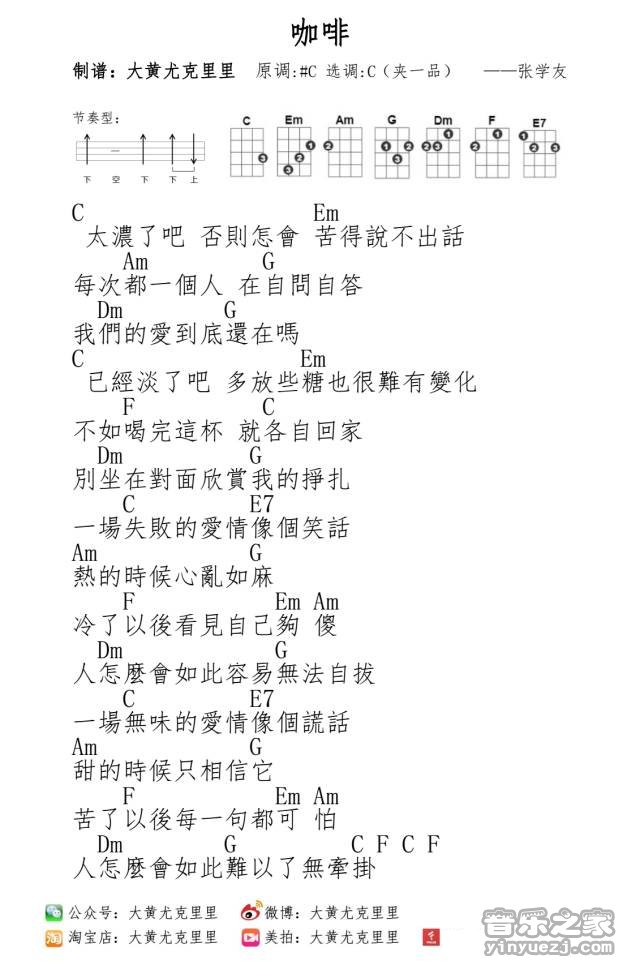 咖啡
制谱：大黄尤克里里 原调:#C 选调:C（夹一品） ——张学友
节奏型：
C Em Am G Dm F E7
下 空 下 下 上
C Em
太濃了吧 否則怎會 苦得說不出話
Am G
每次都一個人 在自問自答
Dm G
我們的愛到底還在嗎
C Em
已經淡了吧 多放些糖也很難有變化
F C
不如喝完這杯 就各自回家
Dm G
別坐在對面欣賞我的掙扎
C E7
一場失敗的愛情像個笑話
Am G
熱的時候心亂如麻
F Em Am
冷了以後看見自己夠 傻
Dm G
人怎麼會如此容易無法自拔
C E7
一場無味的愛情像個謊話
Am G
甜的時候只相信它
F Em Am
苦了以後每一句都可 怕
Dm G C F C F
人怎麼會如此難以了無牽掛
公众号：大黄尤克里里 微博：大黄尤克里里
淘宝店：大黄尤克里里 美拍：大黄尤克里里
音乐之家
yinyuezj.com